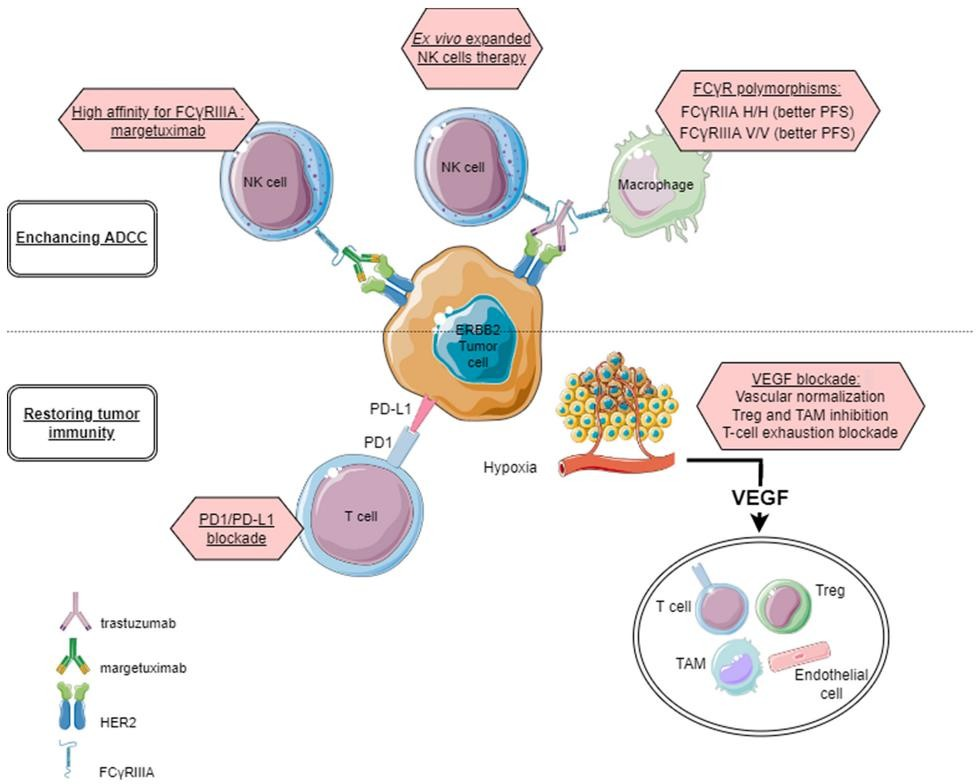 Ex vivo expanded
NK cells therapy
High affinity for FCγRIIIA :
margetuximab
FCγR polymorphisms:
FCγRIIA H/H (better PFS)
FCγRIIIA V/V (better PFS)
NK cell
NK cell
Macrophage
Enchancing ADCC
ERBB2
Tumor
cell
Restoring tumor
immunity
PD-L1
PD1
Hypoxia
VEGF blockade:
Vascular normalization
Treg and TAM inhibition
T-cell exhaustion blockade
VEGF
PD1/PD-L1
blockade
T cell
T cell
Treg
TAM
Endothelial
cell
trastuzumab
margetuximab
HER2
FCγRIIIA